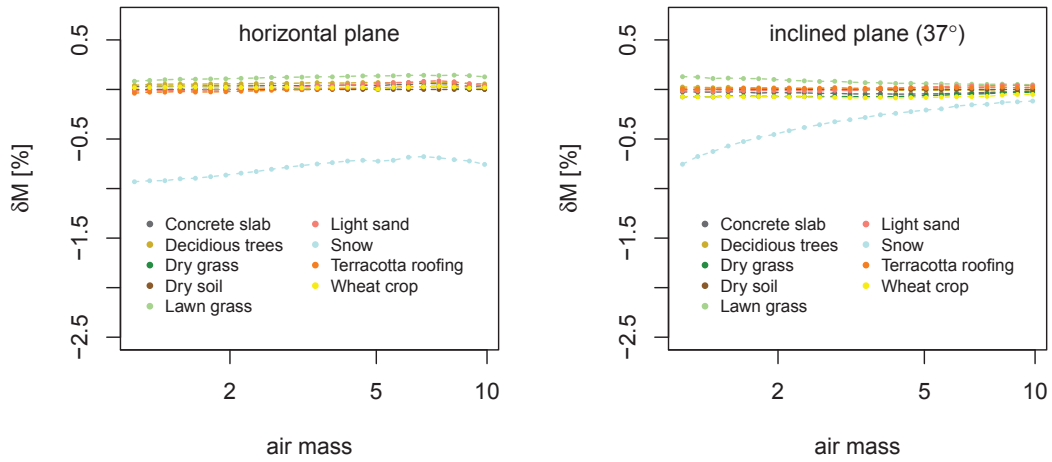 horizontal plane
0.5
−0.5
−1.5
−2.5
δM [%]
Concrete slab
Decidious trees
Dry grass
Dry soil
Lawn grass
Light sand
Snow
Terracotta roofing
Wheat crop
2
5
10
air mass
inclined plane (37°)
0.5
−0.5
−1.5
−2.5
δM [%]
Concrete slab
Decidious trees
Dry grass
Dry soil
Lawn grass
Light sand
Snow
Terracotta roofing
Wheat crop
2
5
10
air mass